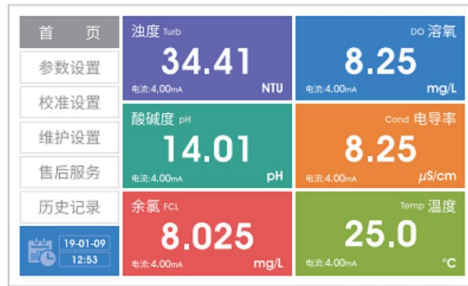 首 页
参数设置
校准设置
维护设置
售后服务
历史记录
19-01-09
12:53
浊度 Turb
34.41
电流:4.00mA NTU
DO 溶氧
8.25
电流:4.00mA mg/L
酸碱度 pH
14.01
电流:4.00mA pH
Cond 电导率
8.25
电流:4.00mA μS/cm
余氯 FCL
8.025
电流:4.00mA mg/L
Temp 温度
25.0
电流:4.00mA °C